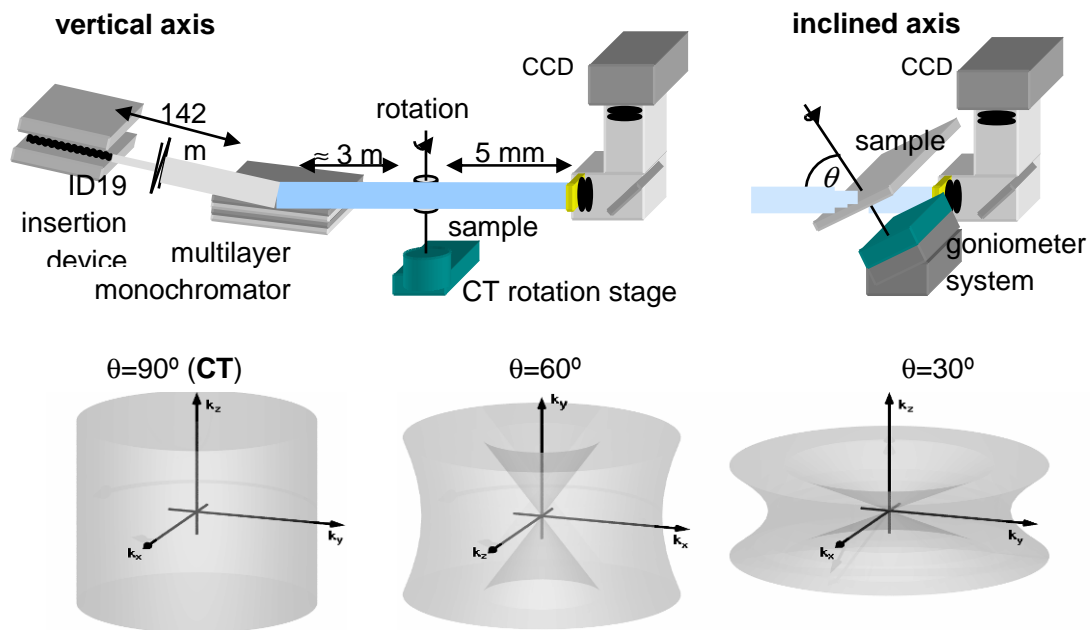 vertical axis
inclined axis
CCD
CCD
142
m
rotation
sample
≈ 3 m
5 mm
θ
ID19
insertion
device
multilayer
monochromator
sample
CT rotation stage
goniometer
system
θ=90º (CT)
θ=60º
θ=30º
kz
ky
kz
kx
ky
kz
kx
kx
ky